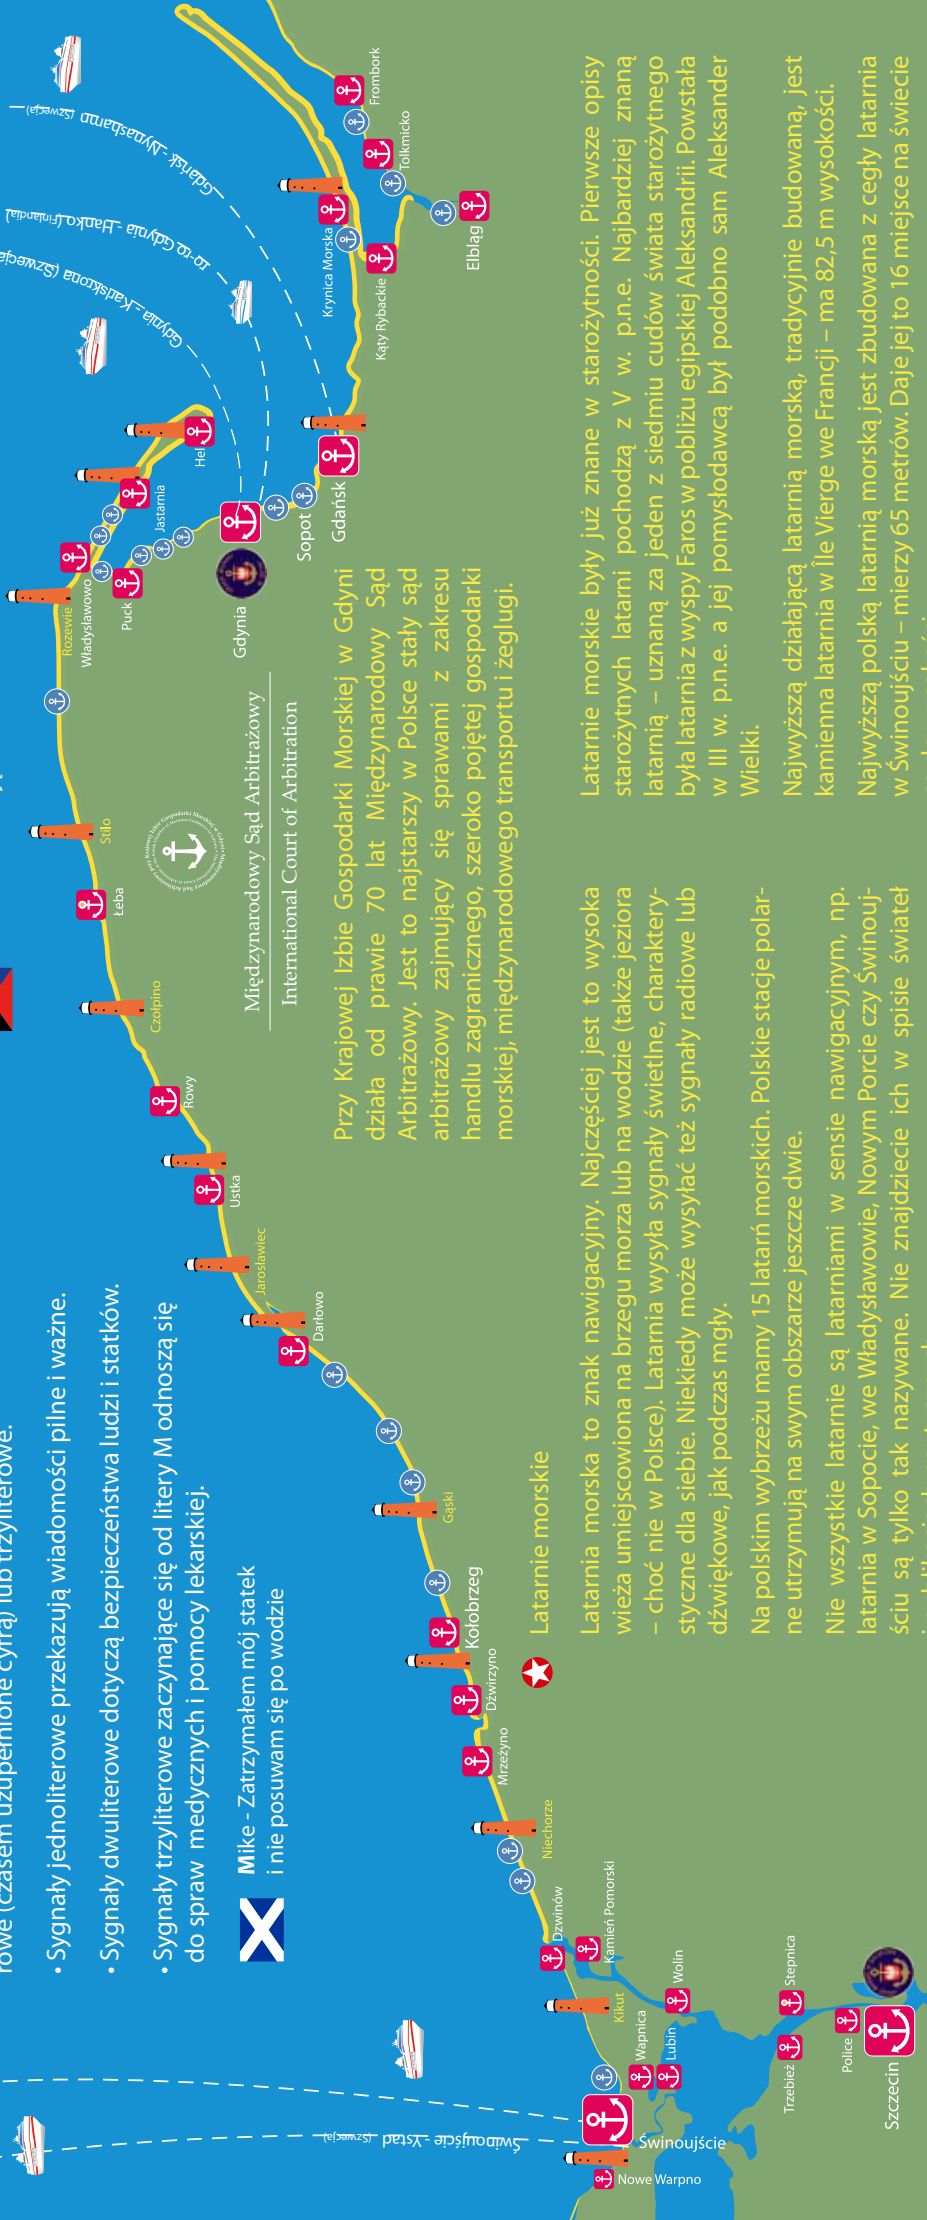 rowe (czasem uzupełnione cyfrą) lub trzyliterowe.
• Sygnały jednoliterowe przekazują wiadomości pilne i ważne.
• Sygnały dwuliterowe dotyczą bezpieczeństwa ludzi i statków.
• Sygnały trzyliterowe zaczynające się od litery M odnoszą się
do spraw medycznych i pomocy lekarskiej.
Mike - Zatrzymałem mój statek
i nie posuwam się po wodzie
Świnoujście - Ystad (Szwecja)
Gdynia - Karlskrona (Szwecja)
ro-ro Gdynia - Hanko (Finlandia)
Gdańsk - Nynashamn (Szwecja)
Nowe Warpno
Świnoujście
Wapnica
Lubin
Wolin
Trzebież
Stepnica
Police
Szczecin
Kikut
Dzwinów
Kamień Pomorski
Niechorze
Mrzeżyno
Dźwirzyno
Kołobrzeg
Gąski
Darłowo
Jarosławiec
Ustka
Rowy
Czołpino
Łeba
Stilo
Rozewie
Władysławowo
Puck
Jastarnia
Hel
Gdynia
Sopot
Gdańsk
Krynica Morska
Kąty Rybackie
Elbląg
Tolkmicko
Frombork
Międzynarodowy Sąd Arbitrażowy
International Court of Arbitration
Przy Krajowej Izbie Gospodarki Morskiej w Gdyni
działa od prawie 70 lat Międzynarodowy Sąd
Arbitrażowy. Jest to najstarszy w Polsce stały sąd
arbitrażowy zajmujący się sprawami z zakresu
handlu zagranicznego, szeroko pojętej gospodarki
morskiej, międzynarodowego transportu i żeglugi.
Latarnie morskie
Latarnia morska to znak nawigacyjny. Najczęściej jest to wysoka
wieża umiejscowiona na brzegu morza lub na wodzie (także jeziora
– choć nie w Polsce). Latarnia wysyła sygnały świetlne, charaktery-
styczne dla siebie. Niekiedy może wysyłać też sygnały radiowe lub
dźwiękowe, jak podczas mgły.
Na polskim wybrzeżu mamy 15 latarń morskich. Polskie stacje polar-
ne utrzymują na swym obszarze jeszcze dwie.
Nie wszystkie latarnie są latarniami w sensie nawigacyjnym, np.
latarnia w Sopocie, we Władysławowie, Nowym Porcie czy Świnouj-
ściu są tylko tak nazywane. Nie znajdziecie ich w spisie świateł
Latarnie morskie były już znane w starożytności. Pierwsze opisy
starożytnych latarni pochodzą z V w. p.n.e. Najbardziej znaną
latarnią – uznaną za jeden z siedmiu cudów świata starożytnego
była latarnia z wyspy Faros w pobliżu egipskiej Aleksandrii. Powstała
w III w. p.n.e. a jej pomysłodawcą był podobno sam Aleksander
Wielki.
Najwyższą działającą latarnią morską, tradycyjnie budowaną, jest
kamienna latarnia w Île Vierge we Francji – ma 82,5 m wysokości.
Najwyższą polską latarnią morską jest zbudowana z cegły latarnia
w Świnoujściu – mierzy 65 metrów. Daje jej to 16 miejsce na świecie